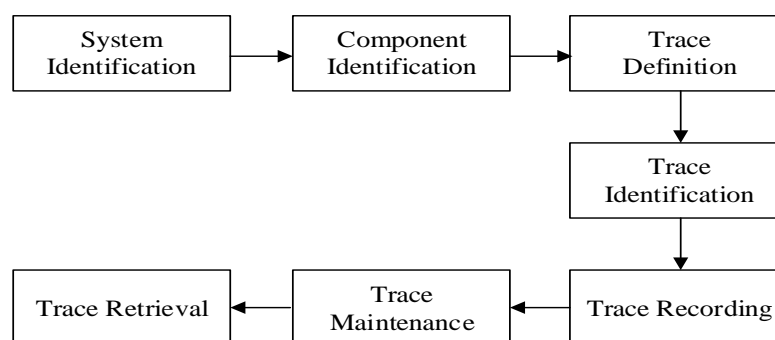 System
Identification
Component
Identification
Trace
Definition
Trace
Identification
Trace Recording
Trace
Maintenance
Trace Retrieval